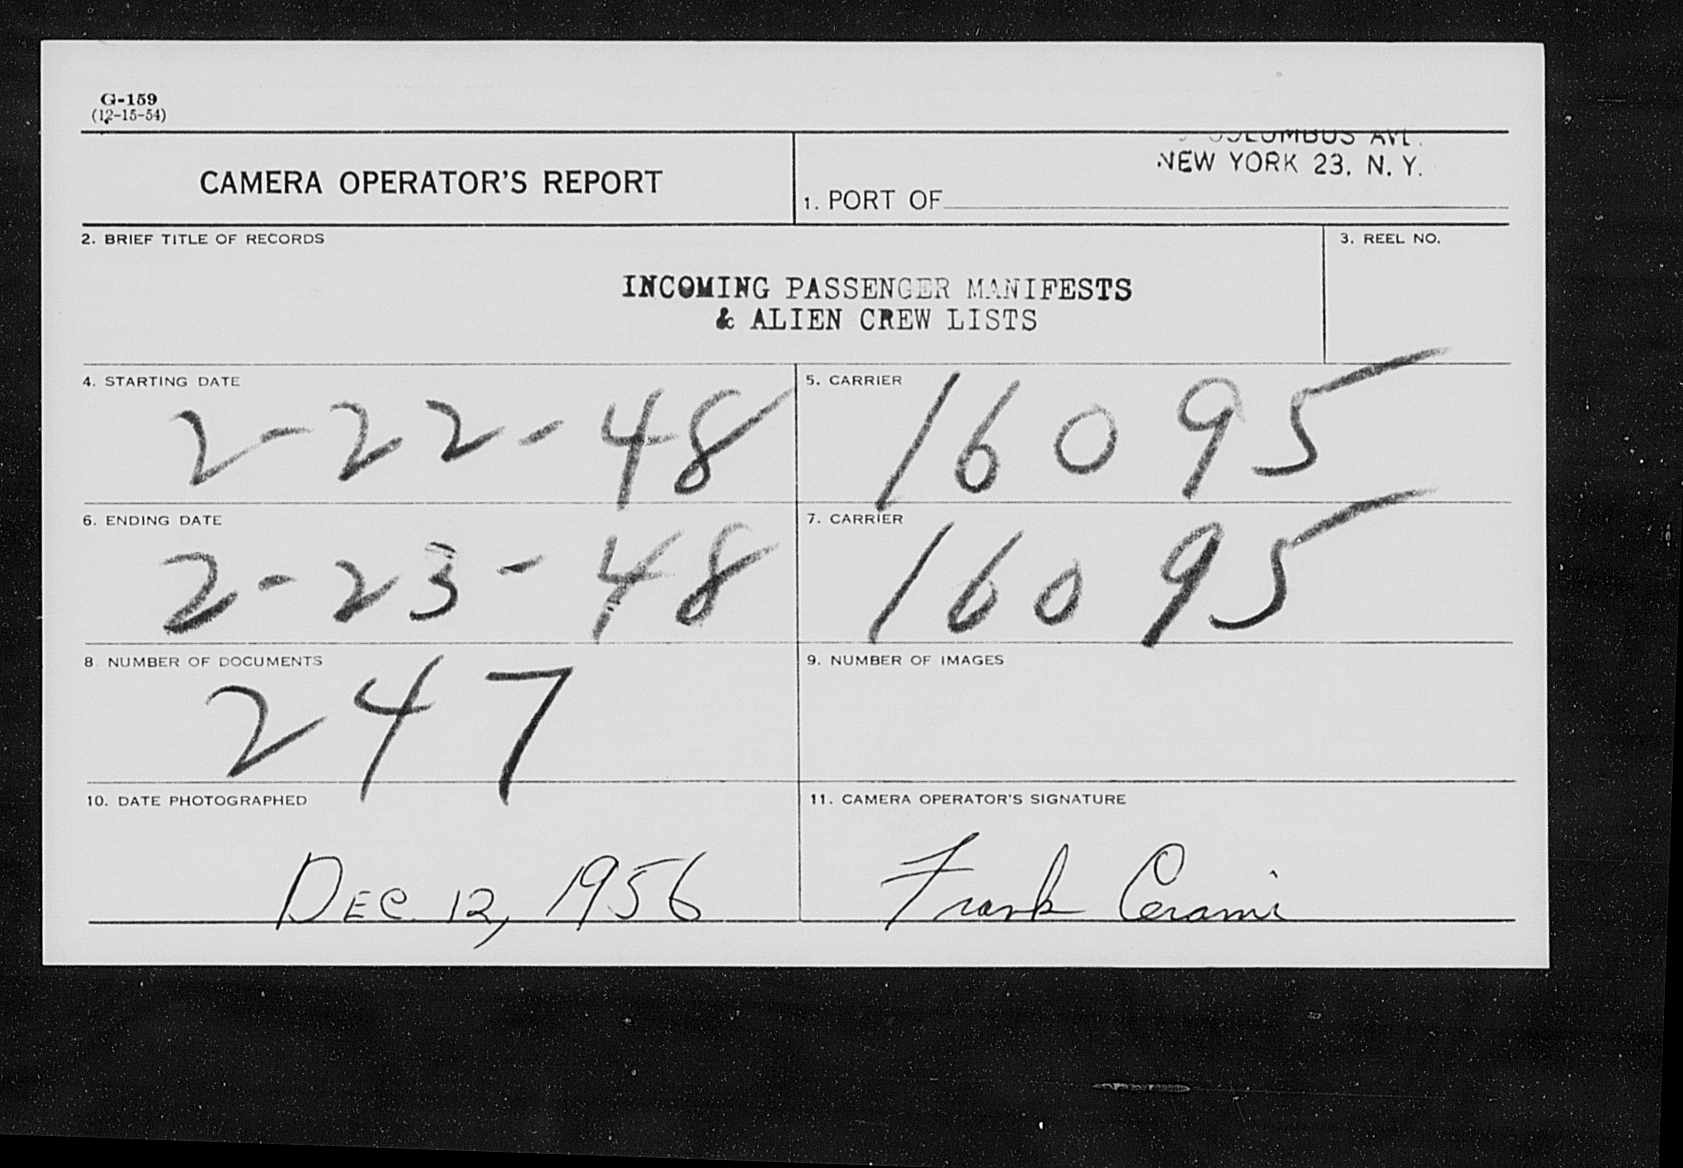 G-159
(12-15-54)
COLUMBUS AVE.
NEW YORK 23, N. Y.
CAMERA OPERATOR'S REPORT
1. PORT OF
2. BRIEF TITLE OF RECORDS
3. REEL NO.
INCOMING PASSENGER MANIFESTS
& ALIEN CREW LISTS
4. STARTING DATE
2-22-48
5. CARRIER
16095
6. ENDING DATE
2-23-48
7. CARRIER
16095
8. NUMBER OF DOCUMENTS
247
9. NUMBER OF IMAGES
10. DATE PHOTOGRAPHED
DEC. 12, 1956
11. CAMERA OPERATOR'S SIGNATURE
Frank Cerami